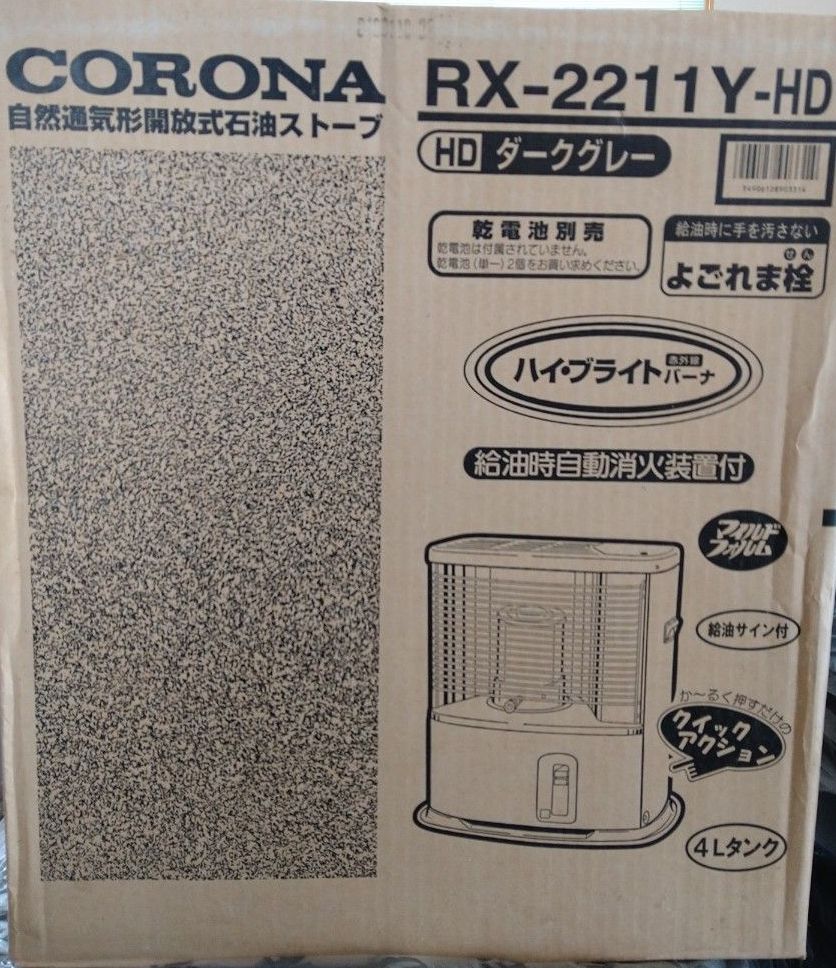 CORONA
自然通気形開放式石油ストーブ
RX-2211Y-HD
HD ダークグレー
4906128903314
乾電池別売
乾電池は付属されていません。
乾電池(単一)2個をお買い求めください。
給油時に手を汚さない
せん
よごれま栓
赤外線
ハイ・ブライトバーナ
給油時自動消火装置付
マイルド
フォルム
給油サイン付
か〜るく押すだけの
クイック
アクション
4Lタンク